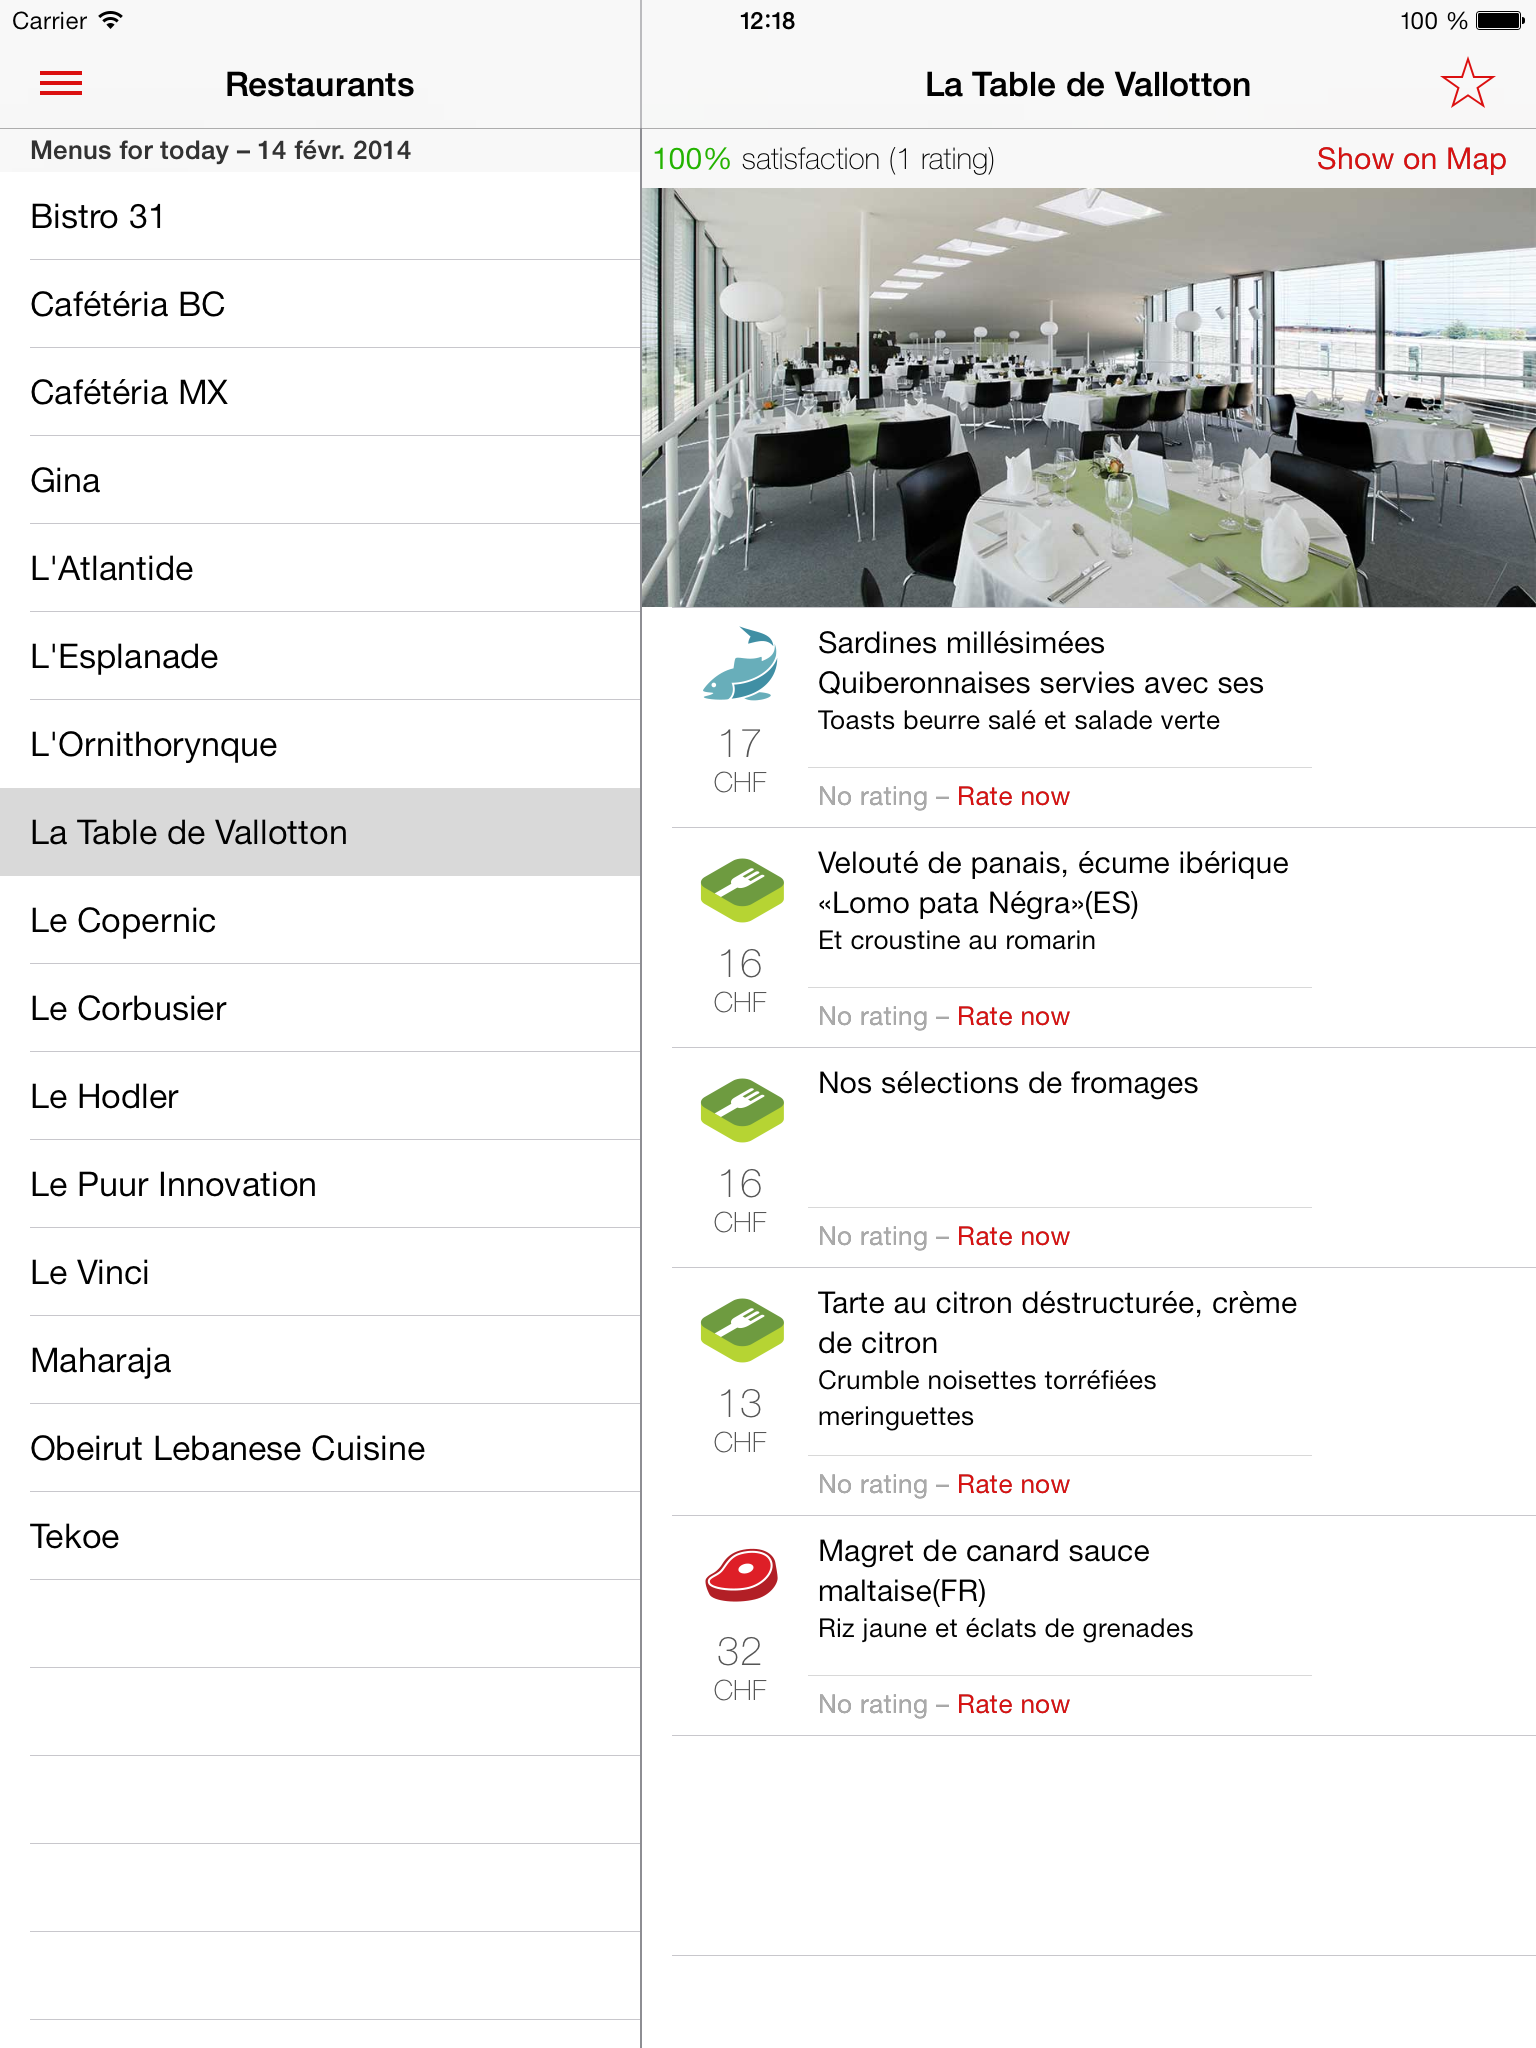 Carrier
12:18
100 %
Restaurants
La Table de Vallotton
Menus for today – 14 févr. 2014
100% satisfaction (1 rating)
Show on Map
Bistro 31
Cafétéria BC
Cafétéria MX
Gina
L'Atlantide
L'Esplanade
L'Ornithorynque
La Table de Vallotton
Le Copernic
Le Corbusier
Le Hodler
Le Puur Innovation
Le Vinci
Maharaja
Obeirut Lebanese Cuisine
Tekoe
Sardines millésimées
Quiberonnaises servies avec ses
Toasts beurre salé et salade verte
17
CHF
No rating – Rate now
Velouté de panais, écume ibérique
«Lomo pata Négra»(ES)
Et croustine au romarin
16
CHF
No rating – Rate now
Nos sélections de fromages
16
CHF
No rating – Rate now
Tarte au citron déstructurée, crème
de citron
Crumble noisettes torréfiées
meringuettes
13
CHF
No rating – Rate now
Magret de canard sauce
maltaise(FR)
Riz jaune et éclats de grenades
32
CHF
No rating – Rate now